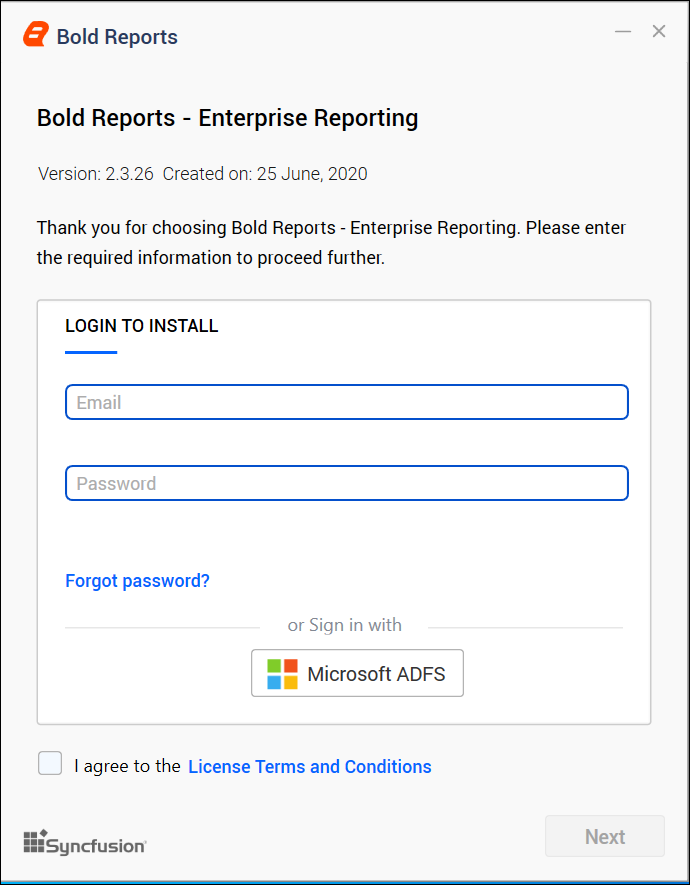 Bold Reports
Bold Reports - Enterprise Reporting
Version: 2.3.26 Created on: 25 June, 2020
Thank you for choosing Bold Reports - Enterprise Reporting. Please enter
the required information to proceed further.
LOGIN TO INSTALL
Email
Password
Forgot password?
or Sign in with
Microsoft ADFS
I agree to the License Terms and Conditions
Syncfusion
Next